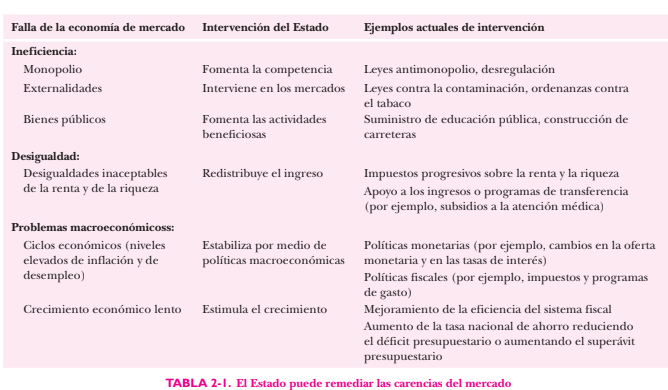 Falla de la economía de mercado Intervención del Estado Ejemplos actuales de intervención
Ineficiencia:
Monopolio Fomenta la competencia Leyes antimonopolio, desregulación
Externalidades Interviene en los mercados Leyes contra la contaminación, ordenanzas contra
el tabaco
Bienes públicos Fomenta las actividades Suministro de educación pública, construcción de
beneficiosas carreteras
Desigualdad:
Desigualdades inaceptables Redistribuye el ingreso Impuestos progresivos sobre la renta y la riqueza
de la renta y de la riqueza Apoyo a los ingresos o programas de transferencia
(por ejemplo, subsidios a la atención médica)
Problemas macroeconómicoss:
Ciclos económicos (niveles Estabiliza por medio de Políticas monetarias (por ejemplo, cambios en la oferta
elevados de inflación y de políticas macroeconómicas monetaria y en las tasas de interés)
desempleo) Políticas fiscales (por ejemplo, impuestos y programas
de gasto)
Crecimiento económico lento Estimula el crecimiento Mejoramiento de la eficiencia del sistema fiscal
Aumento de la tasa nacional de ahorro reduciendo
el déficit presupuestario o aumentando el superávit
presupuestario
TABLA 2-1. El Estado puede remediar las carencias del mercado